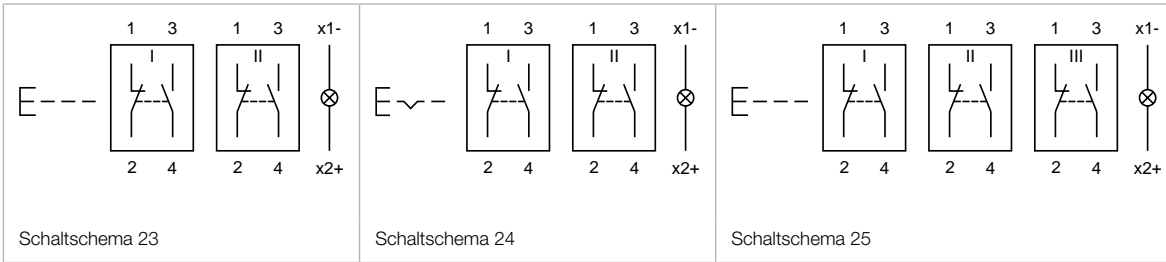 1 3 1 3 x1-
I II
2 4 2 4 x2+
Schaltschema 23
1 3 1 3 x1-
I II
2 4 2 4 x2+
Schaltschema 24
1 3 1 3 1 3 x1-
I II III
2 4 2 4 2 4 x2+
Schaltschema 25